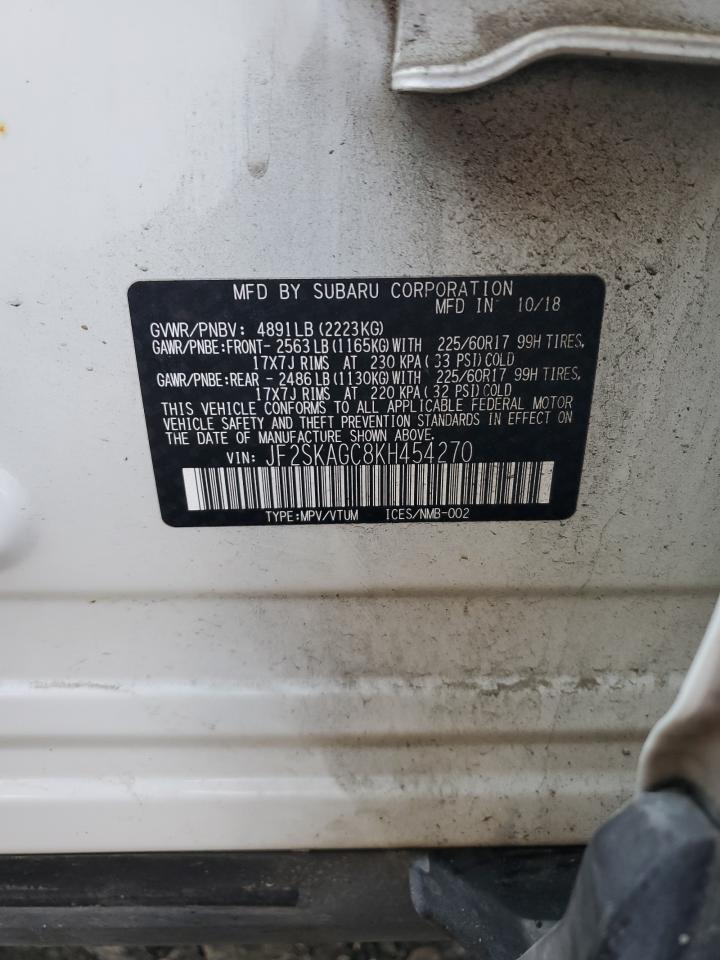 MFD BY SUBARU CORPORATION
MFD IN 10/18
GVWR/PNBV: 4891LB (2223KG)
GAWR/PNBE:FRONT- 2563LB (1165KG) WITH 225/60R17 99H TIRES,
17X7J RIMS AT 230 KPA (33 PSI) COLD
GAWR/PNBE:REAR - 2486LB (1130KG) WITH 225/60R17 99H TIRES,
17X7J RIMS AT 220 KPA (32 PSI) COLD
THIS VEHICLE CONFORMS TO ALL APPLICABLE FEDERAL MOTOR
VEHICLE SAFETY AND THEFT PREVENTION STANDARDS IN EFFECT ON
THE DATE OF MANUFACTURE SHOWN ABOVE.
VIN: JF2SKAGC8KH454270
TYPE:MPV/VTUM ICES/NMB-002